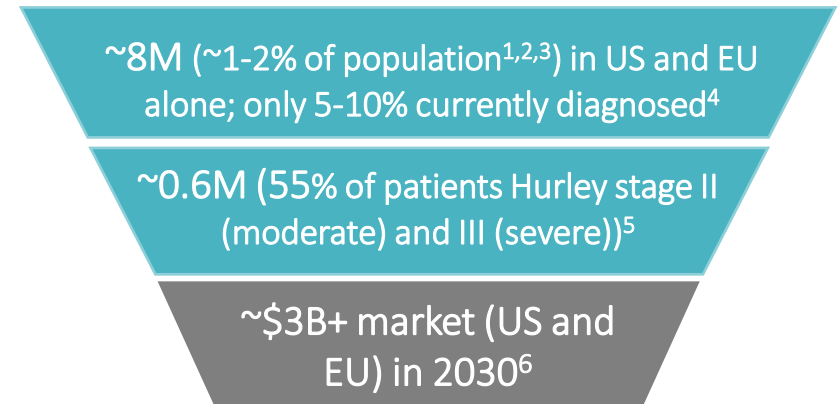 ~8M (~1-2% of population1,2,3) in US and EU
alone; only 5-10% currently diagnosed4
~0.6M (55% of patients Hurley stage II
(moderate) and III (severe))5
~$3B+ market (US and
EU) in 20306